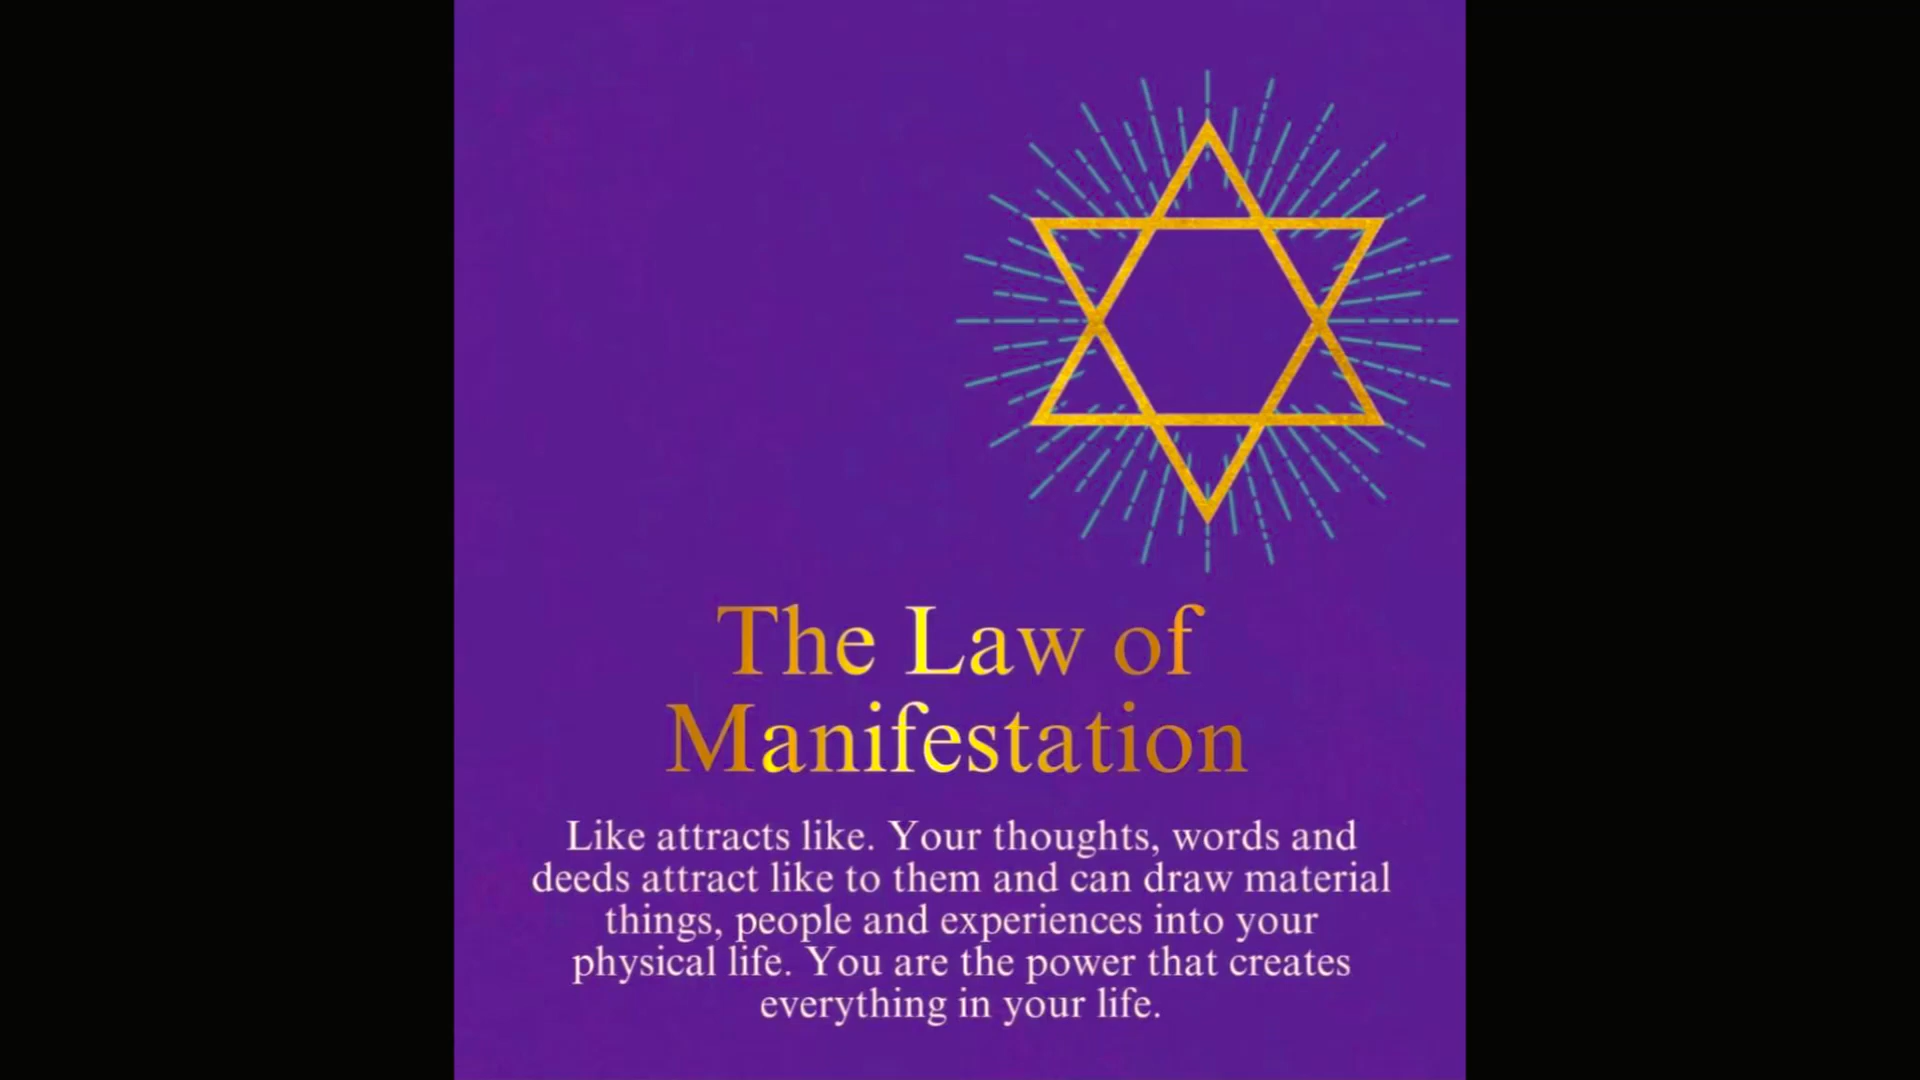 The Law of
Manifestation
Like attracts like. Your thoughts, words and
deeds attract like to them and can draw material
things, people and experiences into your
physical life. You are the power that creates
everything in your life.